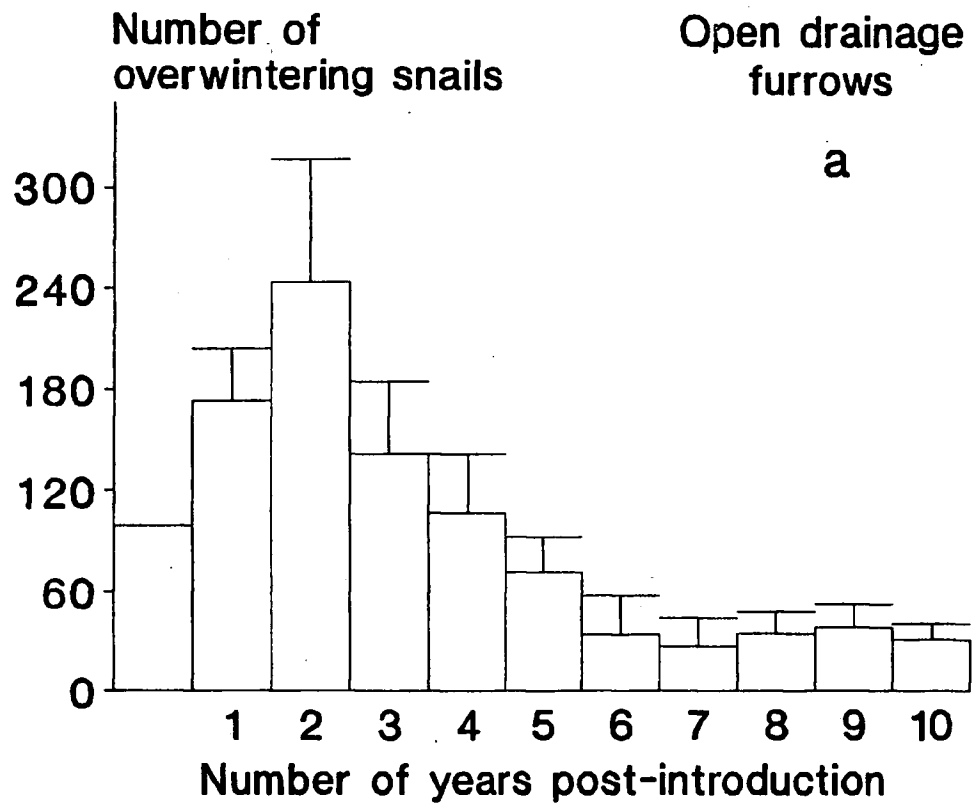 Number of
overwintering snails
Open drainage
furrows
a
300
240
180
120
60
0
1 2 3 4 5 6 7 8 9 10
Number of years post-introduction